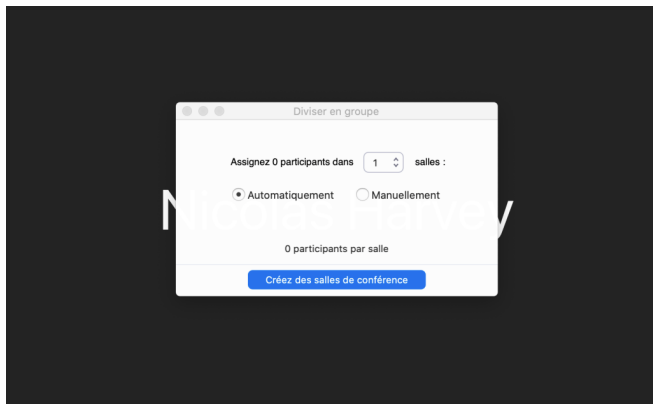 Diviser en groupe
Assignez 0 participants dans 1 salles :
Automatiquement Manuellement
Nicolas Harvey
0 participants par salle
Créez des salles de conférence